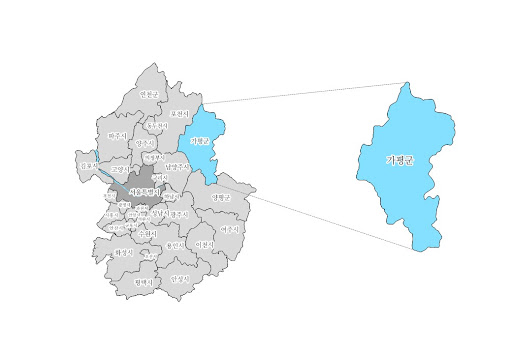 연천군
포천시
파주시
동두천시
양주시
가평군
의정부시
김포시
고양시
남양주시
구리시
서울특별시
하남시
양평군
성남시
광주시
여주시
수원시
용인시
이천시
화성시
평택시
안성시
가평군